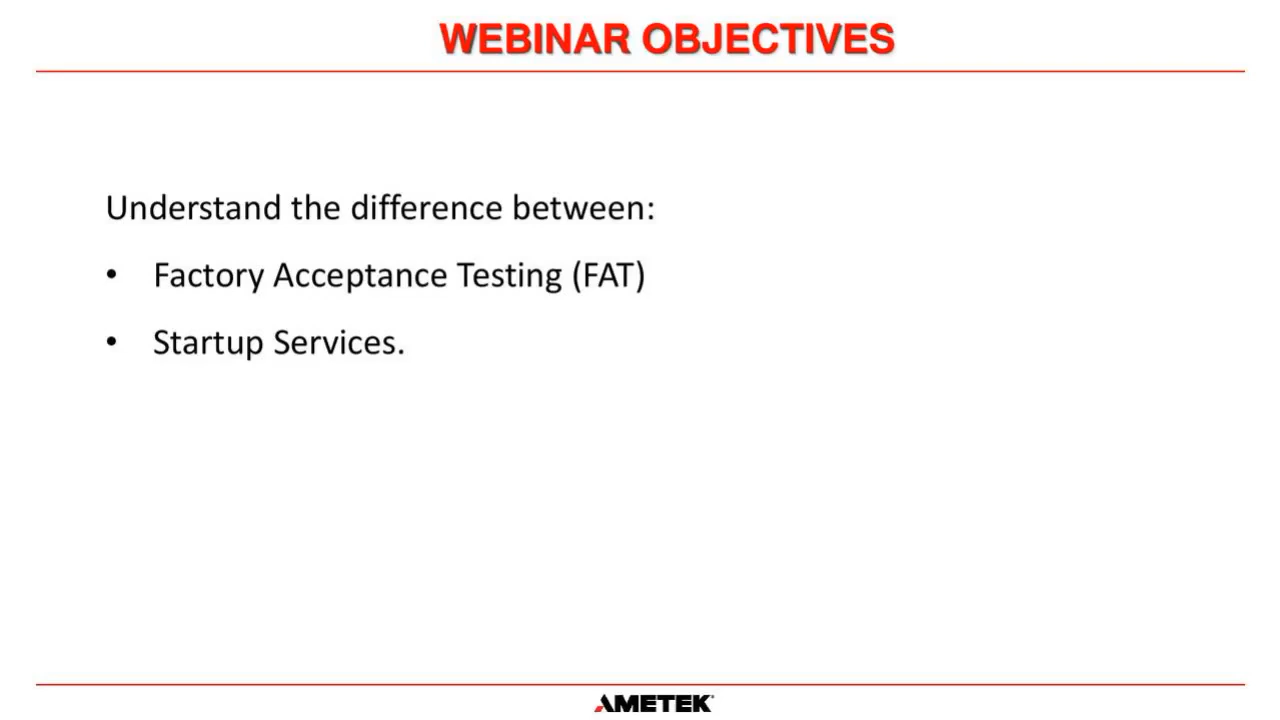 WEBINAR OBJECTIVES
Understand the difference between:
• Factory Acceptance Testing (FAT)
• Startup Services.
AMETEK